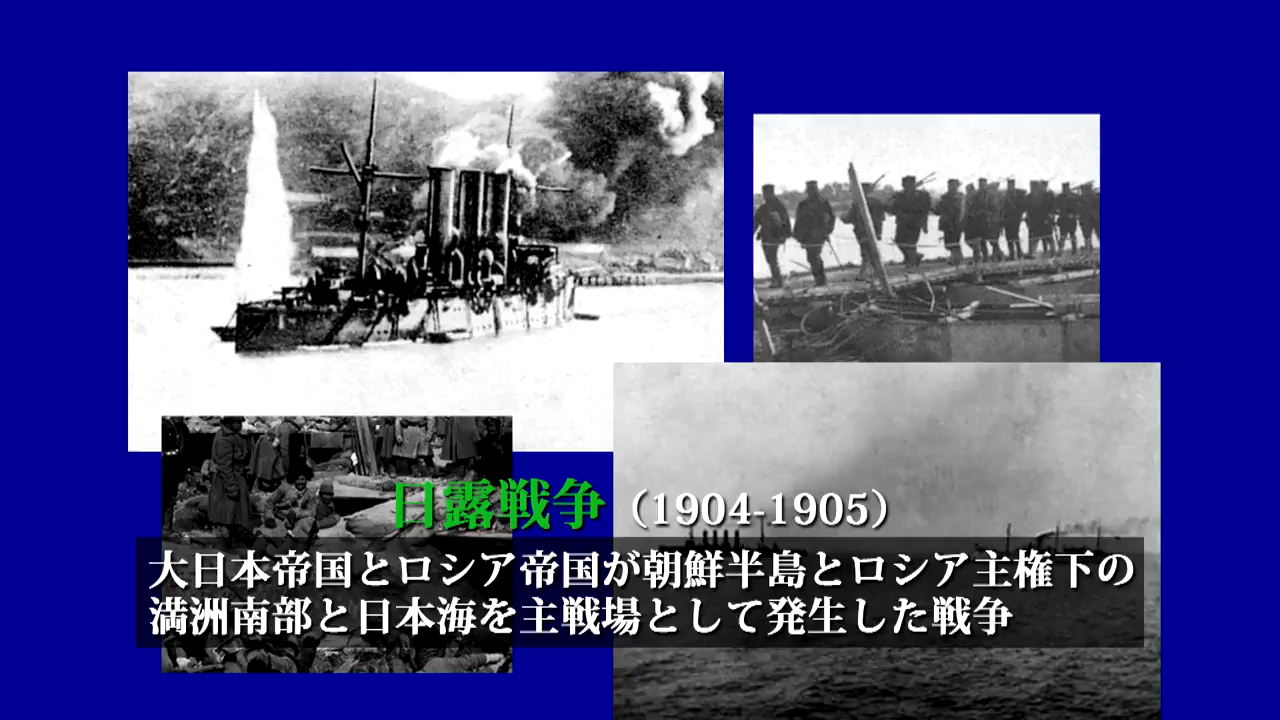 日露戦争（1904-1905）
大日本帝国とロシア帝国が朝鮮半島とロシア主権下の
満洲南部と日本海を主戦場として発生した戦争